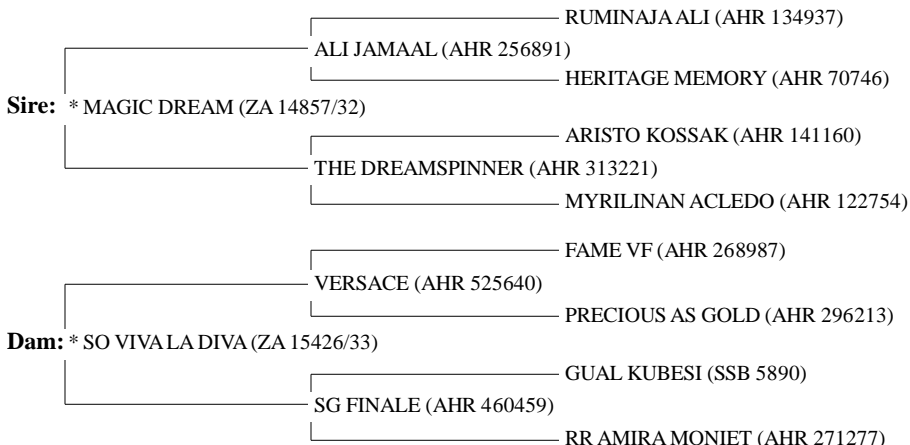 RUMINAJA ALI (AHR 134937)
ALI JAMAAL (AHR 256891)
HERITAGE MEMORY (AHR 70746)
Sire: * MAGIC DREAM (ZA 14857/32)
ARISTO KOSSAK (AHR 141160)
THE DREAMSPINNER (AHR 313221)
MYRILINAN ACLEDO (AHR 122754)
FAME VF (AHR 268987)
VERSACE (AHR 525640)
PRECIOUS AS GOLD (AHR 296213)
Dam: * SO VIVA LA DIVA (ZA 15426/33)
GUAL KUBESI (SSB 5890)
SG FINALE (AHR 460459)
RR AMIRA MONIET (AHR 271277)